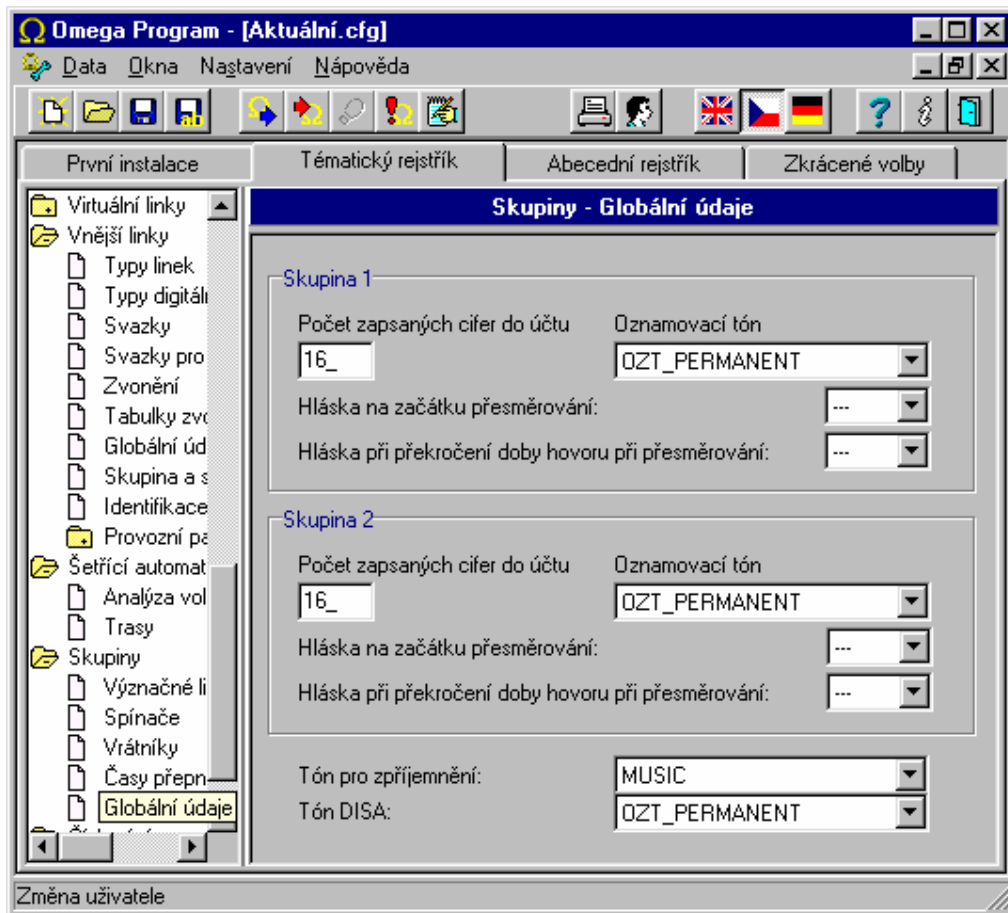 Omega Program - [Aktuální.cfg]
Data Okna Nastavení Nápověda
První instalace
Tématický rejstřík
Abecední rejstřík
Zkrácené volby
Virtuální linky
Vnější linky
Typy linek
Typy digitáln
Svazky
Svazky pro
Zvonění
Tabulky zvo
Globální úd
Skupina a s
Identifikace
Provozní pa
Šetřící automat
Analýza vol
Trasy
Skupiny
Význačné li
Spínače
Vrátníky
Časy přepn
Globální údaje
Skupiny - Globální údaje
Skupina 1
Počet zapsaných cifer do účtu
Oznamovací tón
16_
OZT_PERMANENT
Hláska na začátku přesměrování:
---
Hláska při překročení doby hovoru při přesměrování:
---
Skupina 2
Počet zapsaných cifer do účtu
Oznamovací tón
16_
OZT_PERMANENT
Hláska na začátku přesměrování:
---
Hláska při překročení doby hovoru při přesměrování:
---
Tón pro zpříjemnění:
MUSIC
Tón DISA:
OZT_PERMANENT
Změna uživatele